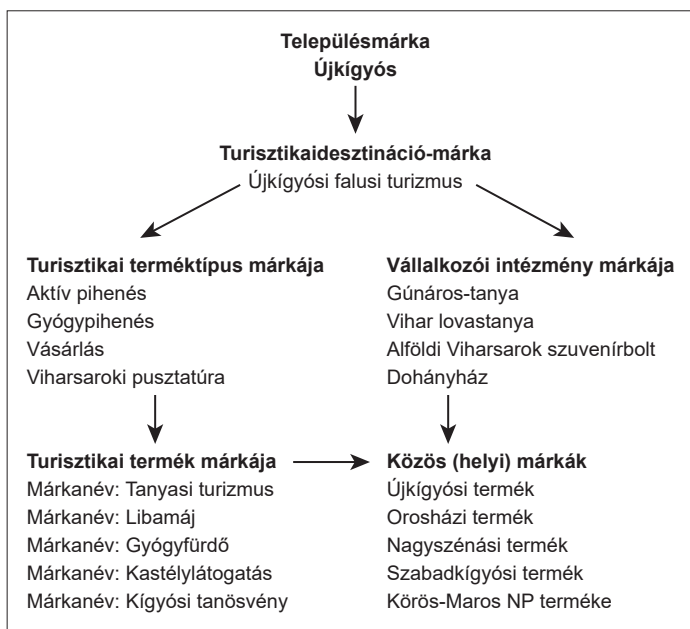 Településmárka
Újkígyós
Turisztikaidesztináció-márka
Újkígyósi falusi turizmus
Turisztikai terméktípus márkája
Aktív pihenés
Gyógypihenés
Vásárlás
Viharsaroki pusztatúra
Vállalkozói intézmény márkája
Gúnáros-tanya
Vihar lovastanya
Alföldi Viharsarok szuvenírbolt
Dohányház
Turisztikai termék márkája
Márkanév: Tanyasi turizmus
Márkanév: Libamáj
Márkanév: Gyógyfürdő
Márkanév: Kastélylátogatás
Márkanév: Kígyósi tanösvény
Közös (helyi) márkák
Újkígyósi termék
Orosházi termék
Nagyszénási termék
Szabadkígyósi termék
Körös-Maros NP terméke